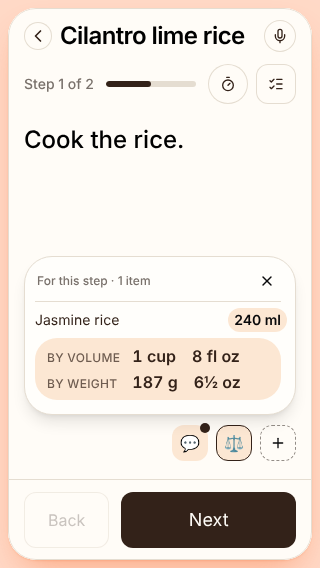 Cilantro lime rice
Step 1 of 2
Cook the rice.
For this step · 1 item
Jasmine rice 240 ml
BY VOLUME 1 cup 8 fl oz
BY WEIGHT 187 g 6½ oz
Back Next